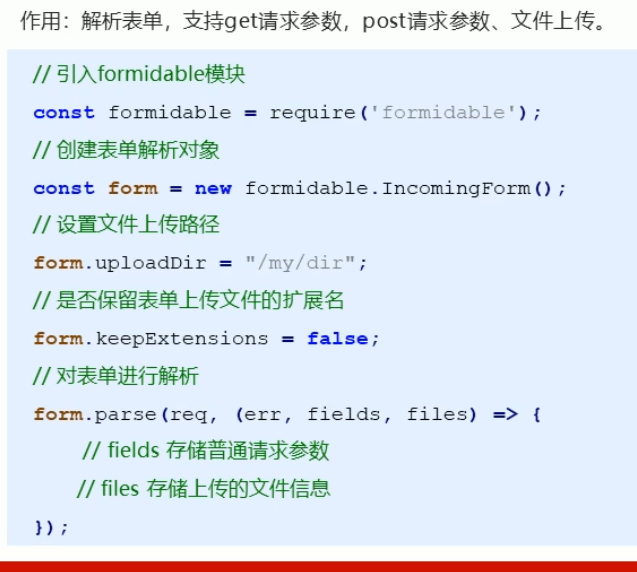 作用：解析表单，支持get请求参数，post请求参数、文件上传。
// 引入formidable模块
const formidable = require('formidable');
// 创建表单解析对象
const form = new formidable.IncomingForm();
// 设置文件上传路径
form.uploadDir = "/my/dir";
// 是否保留表单上传文件的扩展名
form.keepExtensions = false;
// 对表单进行解析
form.parse(req, (err, fields, files) => {
// fields 存储普通请求参数
// files 存储上传的文件信息
});